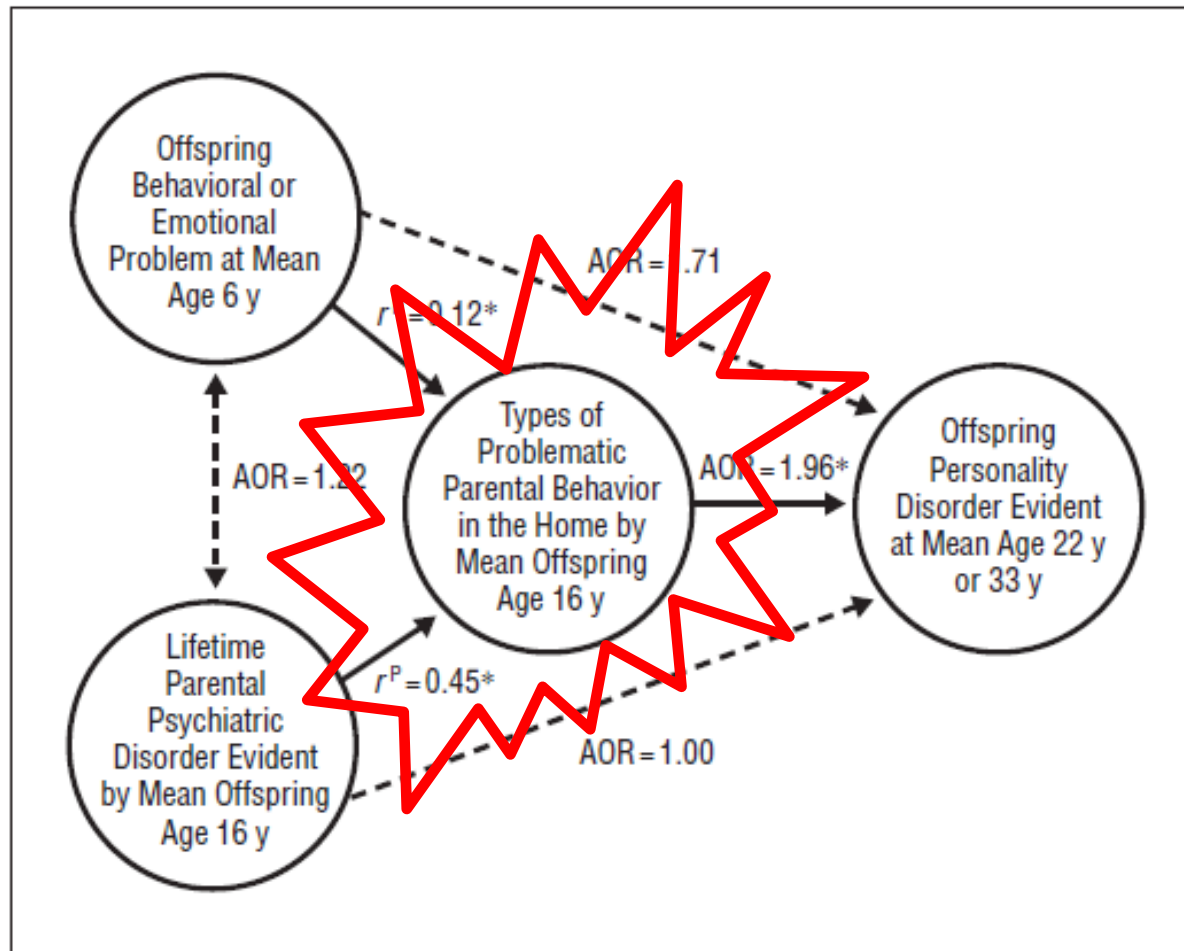 Offspring
Behavioral or
Emotional
Problem at Mean
Age 6 y
AOR = .71
r = 0.12*
Types of
Problematic
Parental Behavior
in the Home by
Mean Offspring
Age 16 y
AOR = 1.96*
Offspring
Personality
Disorder Evident
at Mean Age 22 y
or 33 y
AOR = 1.22
Lifetime
Parental
Psychiatric
Disorder Evident
by Mean Offspring
Age 16 y
rᴾ = 0.45*
AOR = 1.00